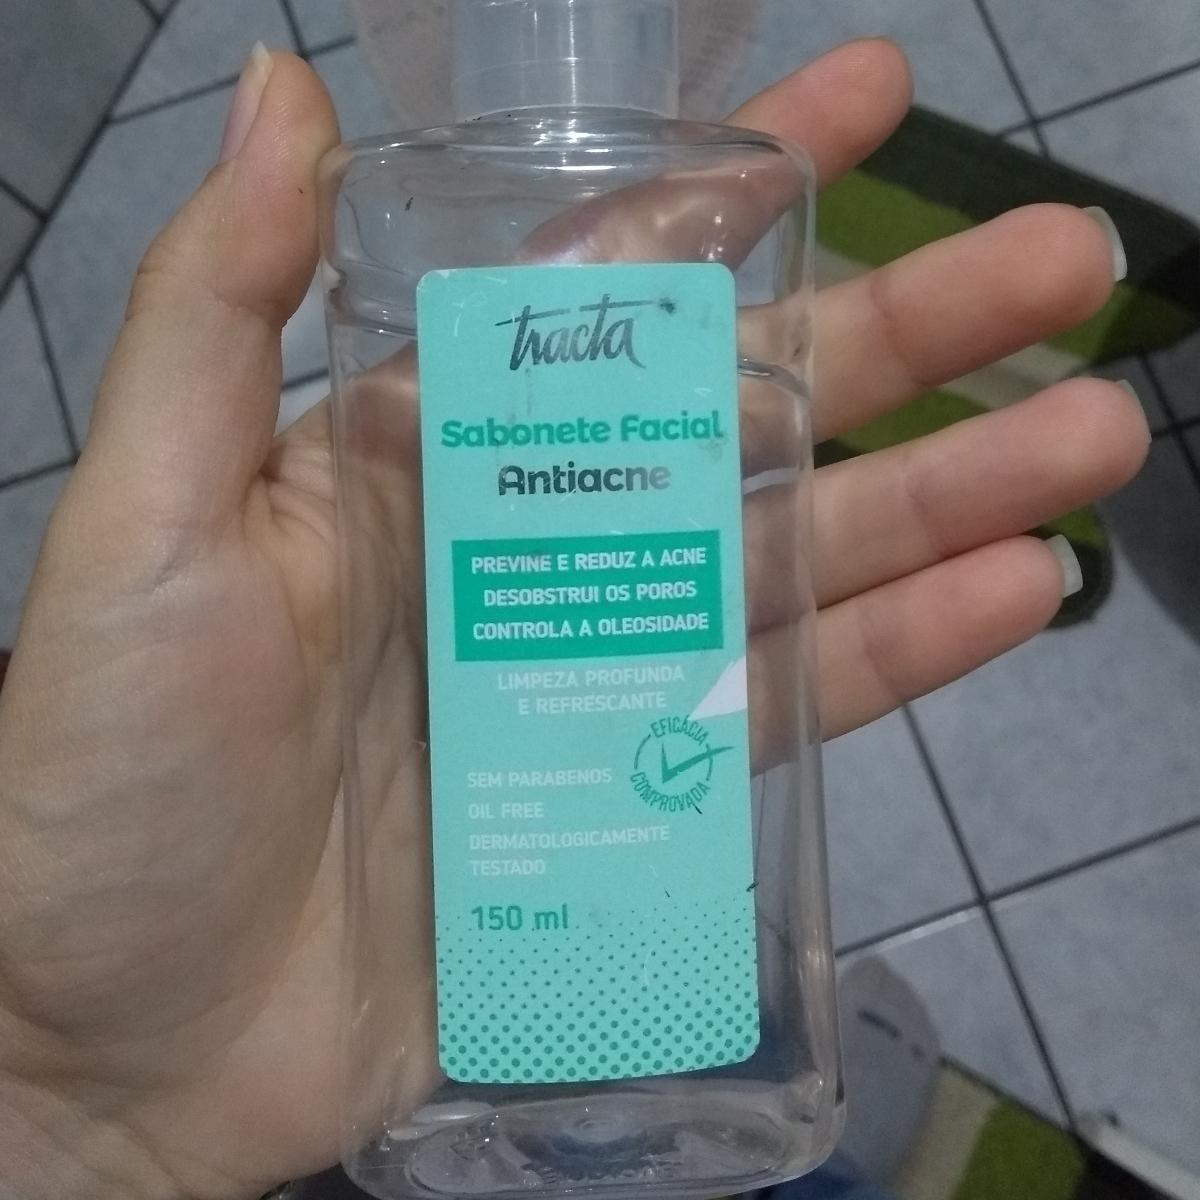 tracta
Sabonete Facial
Antiacne
PREVINE E REDUZ A ACNE
DESOBSTRUI OS POROS
CONTROLA A OLEOSIDADE
LIMPEZA PROFUNDA
E REFRESCANTE
EFICÁCIA
COMPROVADA
SEM PARABENOS
OIL FREE
DERMATOLOGICAMENTE
TESTADO
150 ml